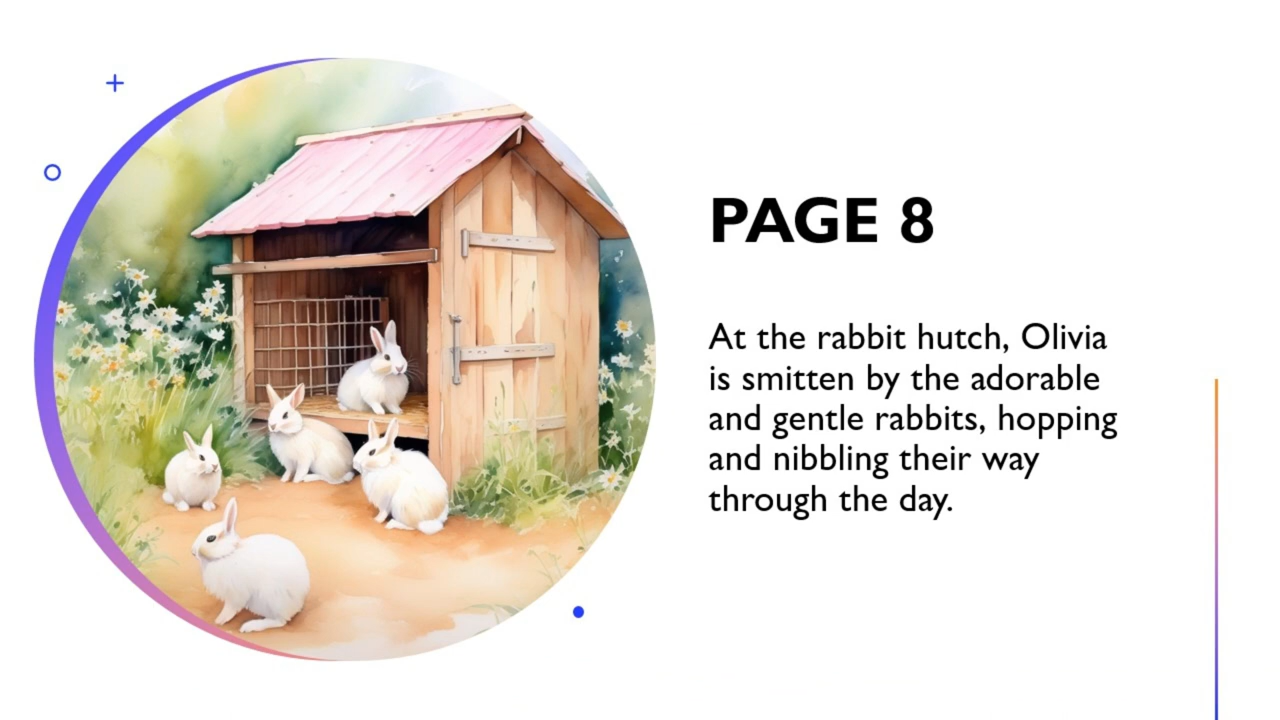 PAGE 8
At the rabbit hutch, Olivia
is smitten by the adorable
and gentle rabbits, hopping
and nibbling their way
through the day.